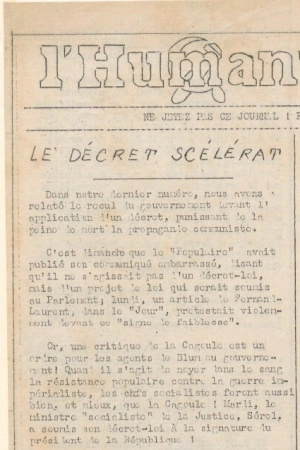 l'Human
NE JETEZ PAS CE JOURNAL !
LE DÉCRET SCÉLÉRAT
Dans notre dernier numéro, nous avons
relaté le recul du gouvernement devant l'
application d'un décret, punissant de la
peine de mort la propagande communiste.
C'est dimanche que le "Populaire" avait
publié son communiqué embarrassé, disant
qu'il ne s'agissait pas d'un décret-loi,
mais d'un projet de loi qui serait soumis
au Parlement; lundi, un article de Fernand-
Laurent, dans le "Jour", protestait violem-
ment devant ce "signe de faiblesse".
Or, une critique de la Cagoule est un
ordre pour les agents de Blum au gouverne-
ment! Quand il s'agit de noyer dans le sang
la résistance populaire contre la guerre im-
périaliste, les chefs socialistes feront aussi
bien, et mieux, que la Cagoule ! Mardi, le
ministre "socialiste" de la Justice, Sérol,
a soumis son décret-loi à la signature du
président de la République !